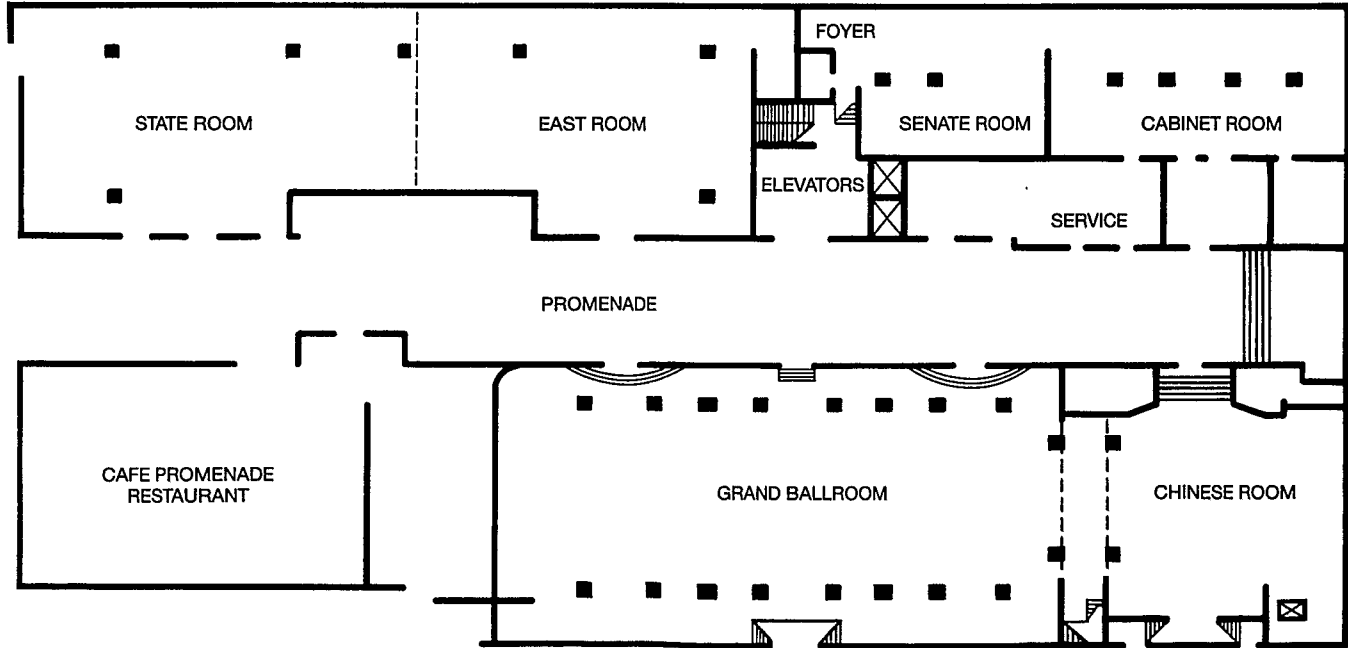 FOYER
STATE ROOM
EAST ROOM
SENATE ROOM
CABINET ROOM
ELEVATORS
SERVICE
PROMENADE
CAFE PROMENADE
RESTAURANT
GRAND BALLROOM
CHINESE ROOM